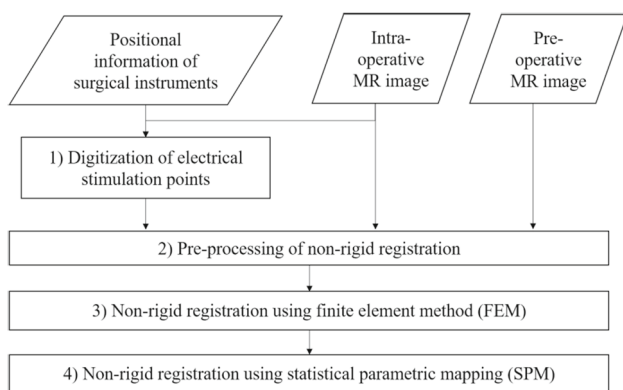 Positional
information of
surgical instruments
Intra-
operative
MR image
Pre-
operative
MR image
1) Digitization of electrical
stimulation points
2) Pre-processing of non-rigid registration
3) Non-rigid registration using finite element method (FEM)
4) Non-rigid registration using statistical parametric mapping (SPM)